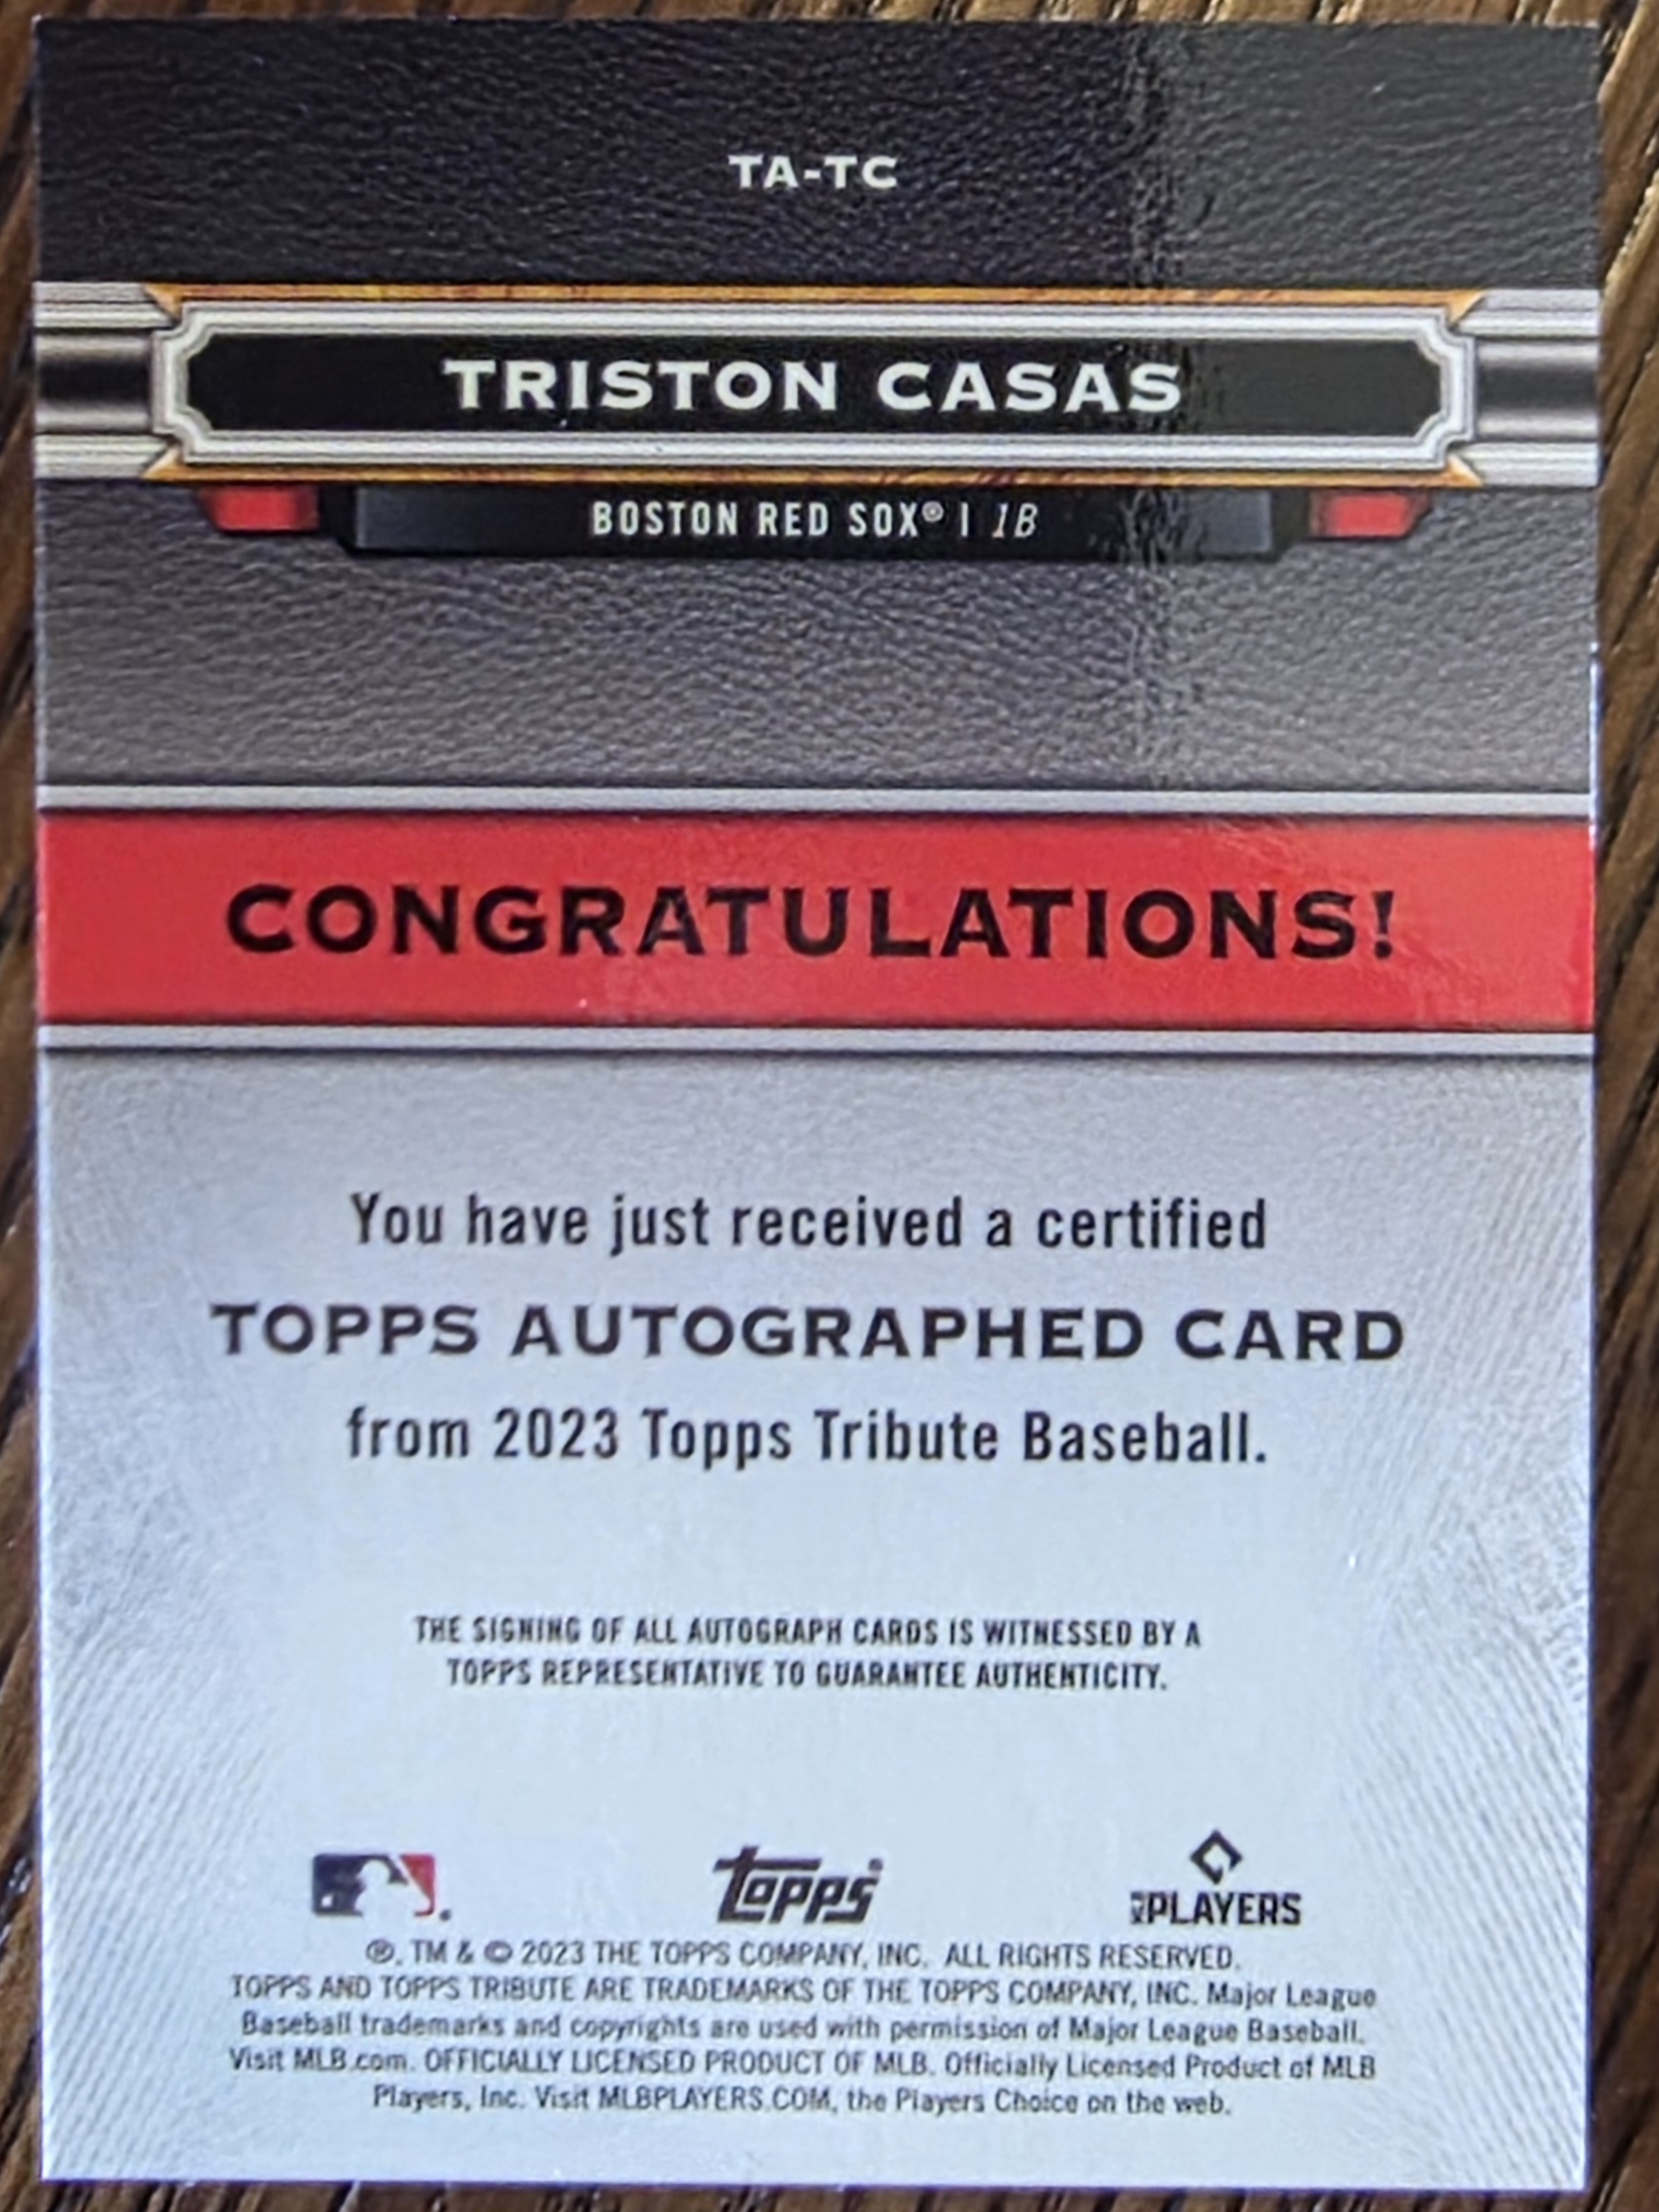 TA-TC
TRISTON CASAS
BOSTON RED SOX® | 1B
CONGRATULATIONS!
You have just received a certified
TOPPS AUTOGRAPHED CARD
from 2023 Topps Tribute Baseball.
THE SIGNING OF ALL AUTOGRAPH CARDS IS WITNESSED BY A
TOPPS REPRESENTATIVE TO GUARANTEE AUTHENTICITY.
topps
PLAYERS
®, TM & © 2023 THE TOPPS COMPANY, INC. ALL RIGHTS RESERVED.
TOPPS AND TOPPS TRIBUTE ARE TRADEMARKS OF THE TOPPS COMPANY, INC. Major League
Baseball trademarks and copyrights are used with permission of Major League Baseball.
Visit MLB.com. OFFICIALLY LICENSED PRODUCT OF MLB. Officially Licensed Product of MLB
Players, Inc. Visit MLBPLAYERS.COM, the Players Choice on the web.